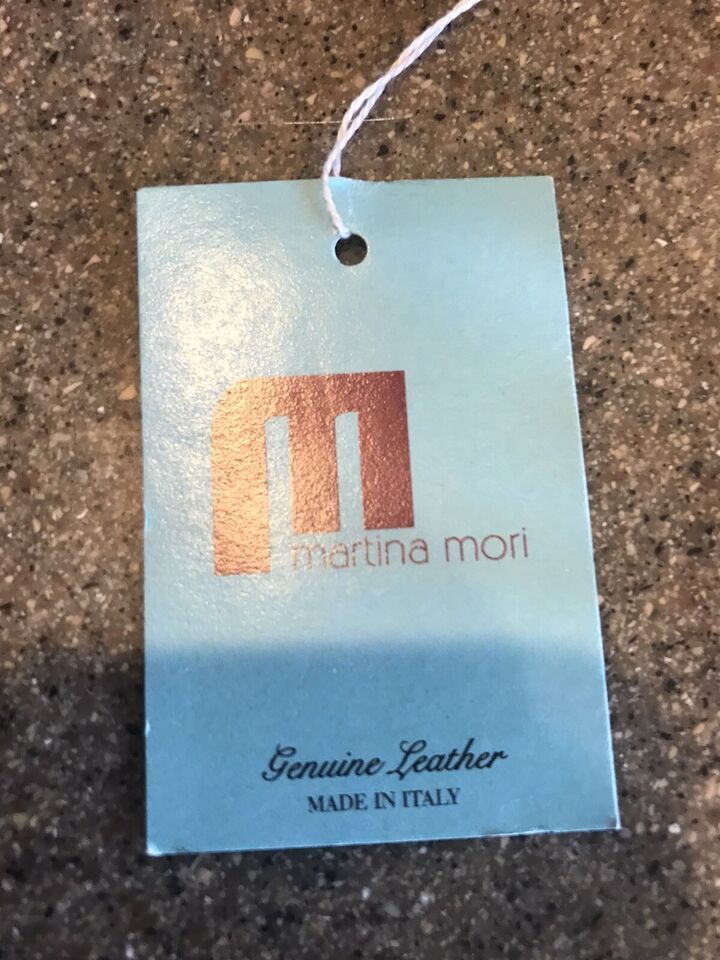 m
martina mori
Genuine Leather
MADE IN ITALY